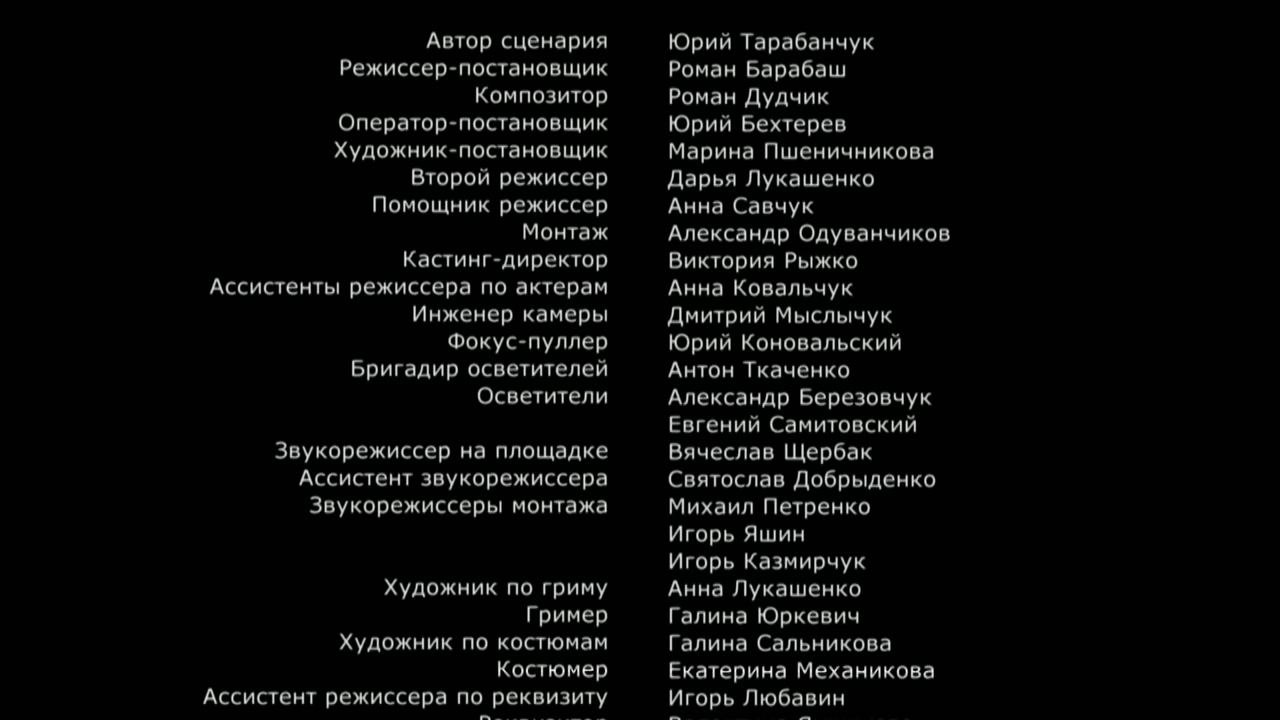 Автор сценария Юрий Тарабанчук
Режиссер-постановщик Роман Барабаш
Композитор Роман Дудчик
Оператор-постановщик Юрий Бехтерев
Художник-постановщик Марина Пшеничникова
Второй режиссер Дарья Лукашенко
Помощник режиссер Анна Савчук
Монтаж Александр Одуванчиков
Кастинг-директор Виктория Рыжко
Ассистенты режиссера по актерам Анна Ковальчук
Инженер камеры Дмитрий Мыслычук
Фокус-пуллер Юрий Коновальский
Бригадир осветителей Антон Ткаченко
Осветители Александр Березовчук
Евгений Самитовский
Звукорежиссер на площадке Вячеслав Щербак
Ассистент звукорежиссера Святослав Добрыденко
Звукорежиссеры монтажа Михаил Петренко
Игорь Яшин
Игорь Казмирчук
Художник по гриму Анна Лукашенко
Гример Галина Юркевич
Художник по костюмам Галина Сальникова
Костюмер Екатерина Механикова
Ассистент режиссера по реквизиту Игорь Любавин